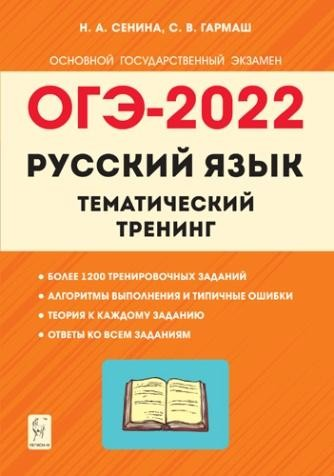 Н. А. СЕНИНА, С. В. ГАРМАШ
ОСНОВНОЙ ГОСУДАРСТВЕННЫЙ ЭКЗАМЕН
ОГЭ-2022
РУССКИЙ ЯЗЫК
ТЕМАТИЧЕСКИЙ
ТРЕНИНГ
• БОЛЕЕ 1200 ТРЕНИРОВОЧНЫХ ЗАДАНИЙ
• АЛГОРИТМЫ ВЫПОЛНЕНИЯ И ТИПИЧНЫЕ ОШИБКИ
• ТЕОРИЯ К КАЖДОМУ ЗАДАНИЮ
• ОТВЕТЫ КО ВСЕМ ЗАДАНИЯМ
ЛЕГИОН